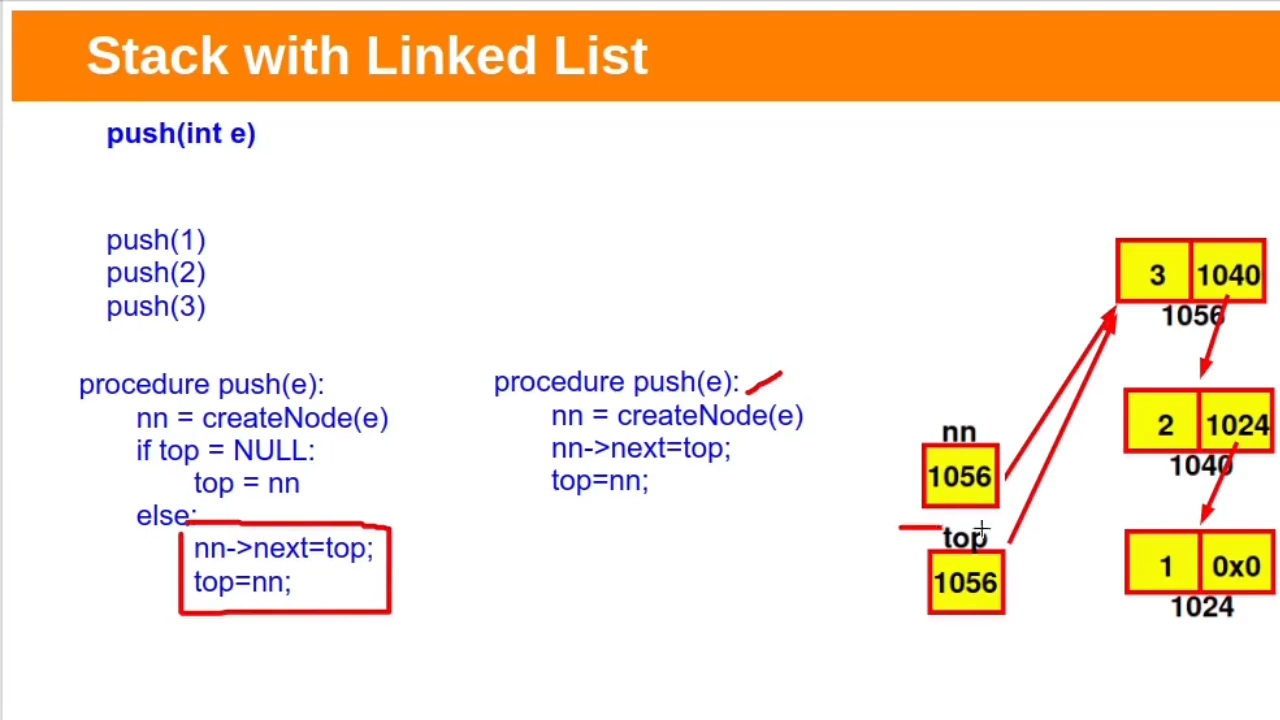 Stack with Linked List
push(int e)
push(1)
push(2)
push(3)
procedure push(e):
nn = createNode(e)
if top = NULL:
top = nn
else:
nn->next=top;
top=nn;
procedure push(e):
nn = createNode(e)
nn->next=top;
top=nn;
nn
1056
top
1056
3 1040
1056
2 1024
1040
1 0x0
1024